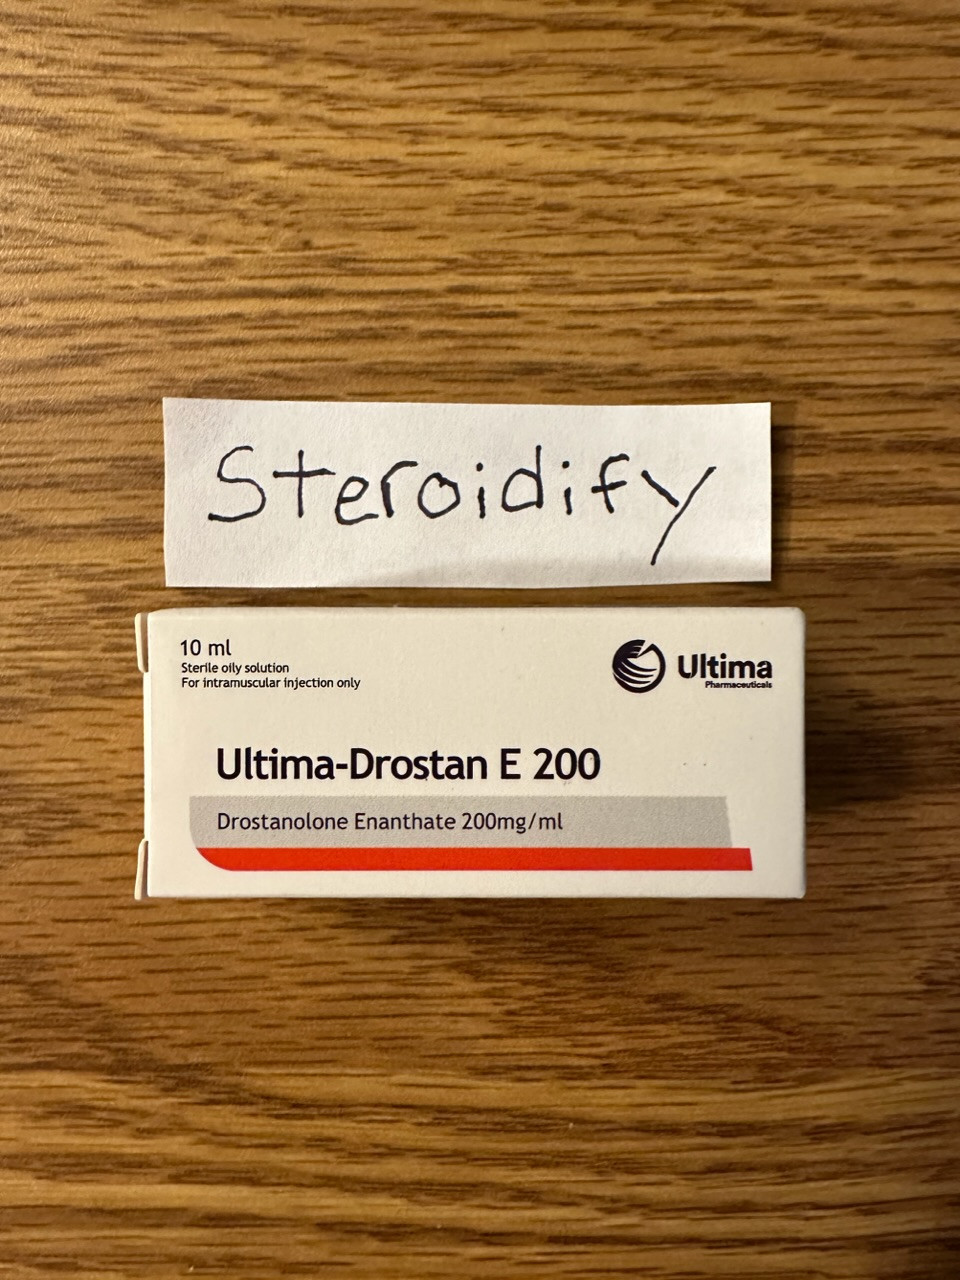 Steroidify
10 ml
Sterile oily solution
For intramuscular injection only
Ultima
Pharmaceuticals
Ultima-Drostan E 200
Drostanolone Enanthate 200mg/ml